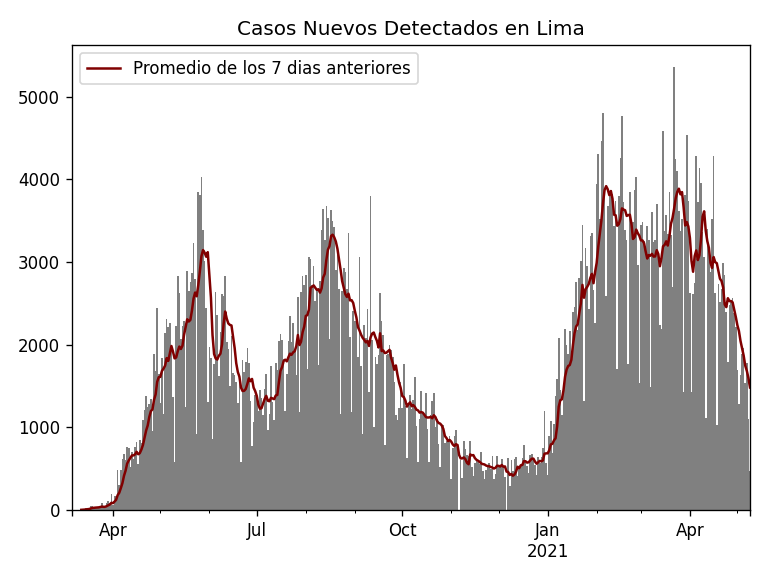 Casos Nuevos Detectados en Lima
Promedio de los 7 dias anteriores
5000
4000
3000
2000
1000
0
Apr Jul Oct Jan Apr
2021